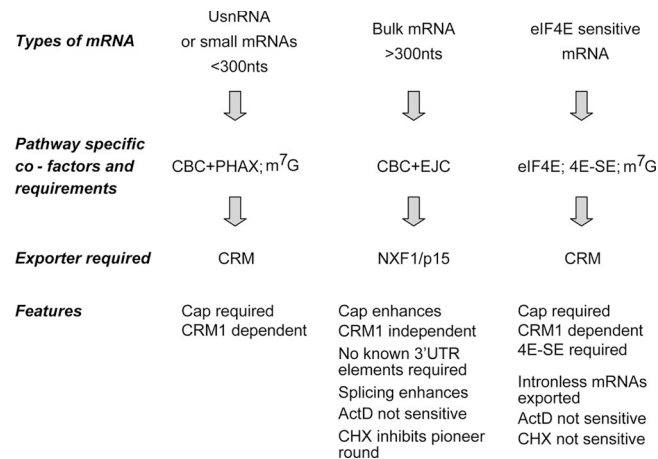 Types of mRNA
UsnRNA
or small mRNAs
<300nts
Bulk mRNA
>300nts
eIF4E sensitive
mRNA
Pathway specific
co - factors and
requirements
CBC+PHAX; m⁷G
CBC+EJC
eIF4E; 4E-SE; m⁷G
Exporter required
CRM
NXF1/p15
CRM
Features
Cap required
CRM1 dependent
Cap enhances
CRM1 independent
No known 3'UTR
elements required
Splicing enhances
ActD not sensitive
CHX inhibits pioneer
round
Cap required
CRM1 dependent
4E-SE required
Intronless mRNAs
exported
ActD not sensitive
CHX not sensitive